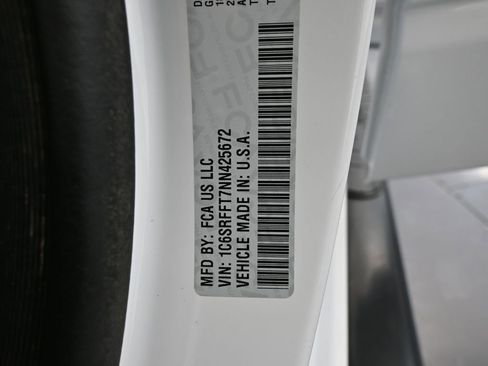 MFD BY: FCA US LLC
VIN: 1C6SRFFT7NN425672
VEHICLE MADE IN: U.S.A.